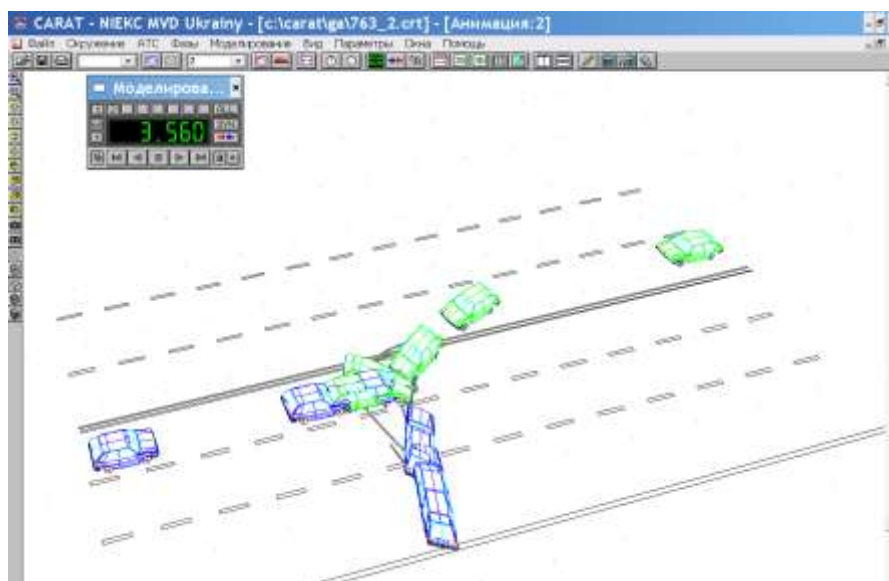 CARAT - NIEKC MVD Ukrainy - [c:\carat\ga\763_2.crt] - [Анимация:2]
Файл Окружение АТС Фазы Моделирование Вид Параметры Окна Помощь
2
Моделирова...
3.560